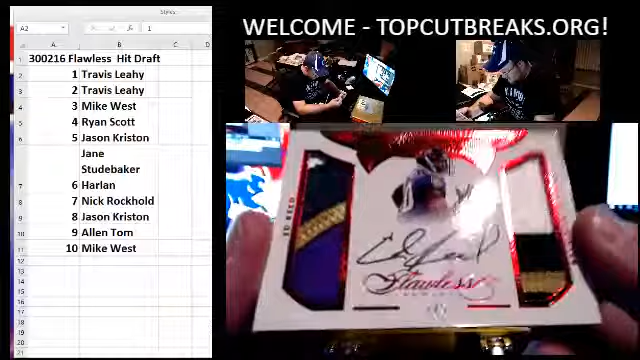 WELCOME - TOPCUTBREAKS.ORG!
Styles
A2
1
A B C D
1 300216 Flawless Hit Draft
2 1 Travis Leahy
3 2 Travis Leahy
4 3 Mike West
5 4 Ryan Scott
6 5 Jason Kriston
Jane
Studebaker
7 6 Harlan
8 7 Nick Rockhold
9 8 Jason Kriston
10 9 Allen Tom
11 10 Mike West
12
13
14
15
16
17
18
19
20
21
ED REED
Flawless